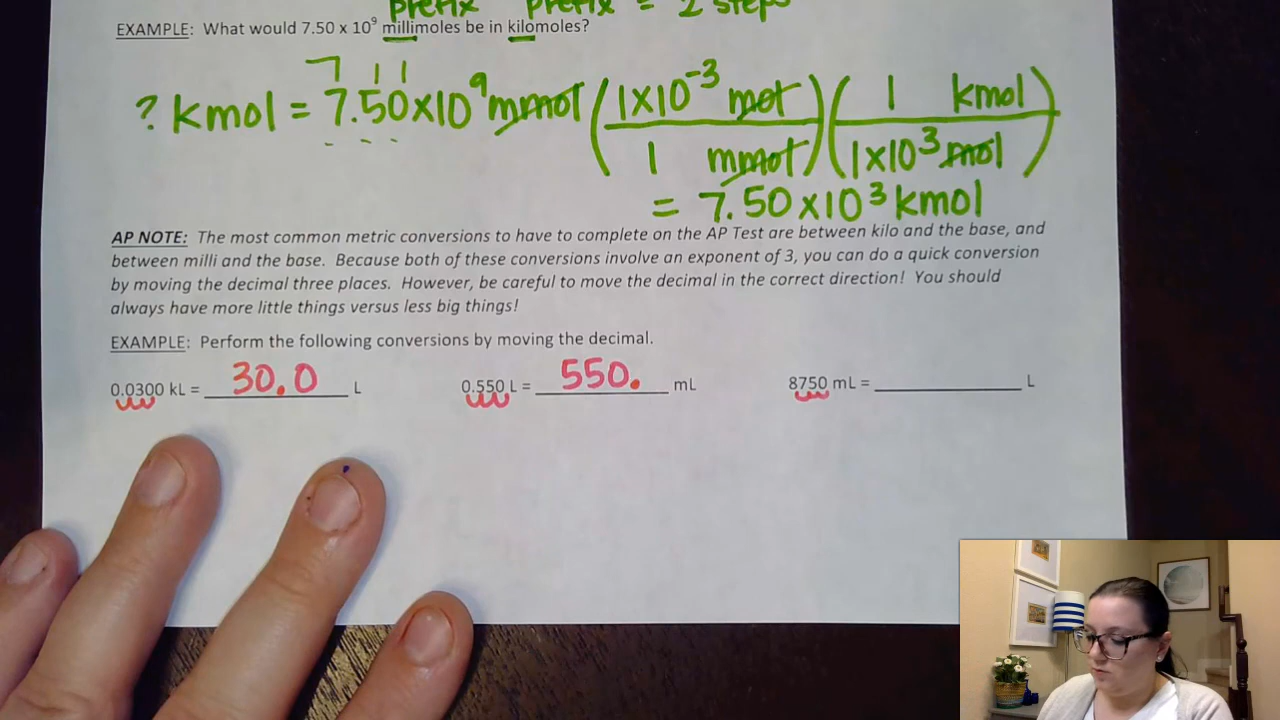 prefix prefix = 2 steps
EXAMPLE: What would 7.50 x 10⁹ millimoles be in kilomoles?
? kmol = 7.50x10⁹ mmol (1x10⁻³ mol / 1 mmol)(1 kmol / 1x10³ mol)
= 7.50x10³ kmol
AP NOTE: The most common metric conversions to have to complete on the AP Test are between kilo and the base, and
between milli and the base. Because both of these conversions involve an exponent of 3, you can do a quick conversion
by moving the decimal three places. However, be careful to move the decimal in the correct direction! You should
always have more little things versus less big things!
EXAMPLE: Perform the following conversions by moving the decimal.
0.0300 kL = 30.0 L 0.550 L = 550. mL 8750 mL = ____________ L